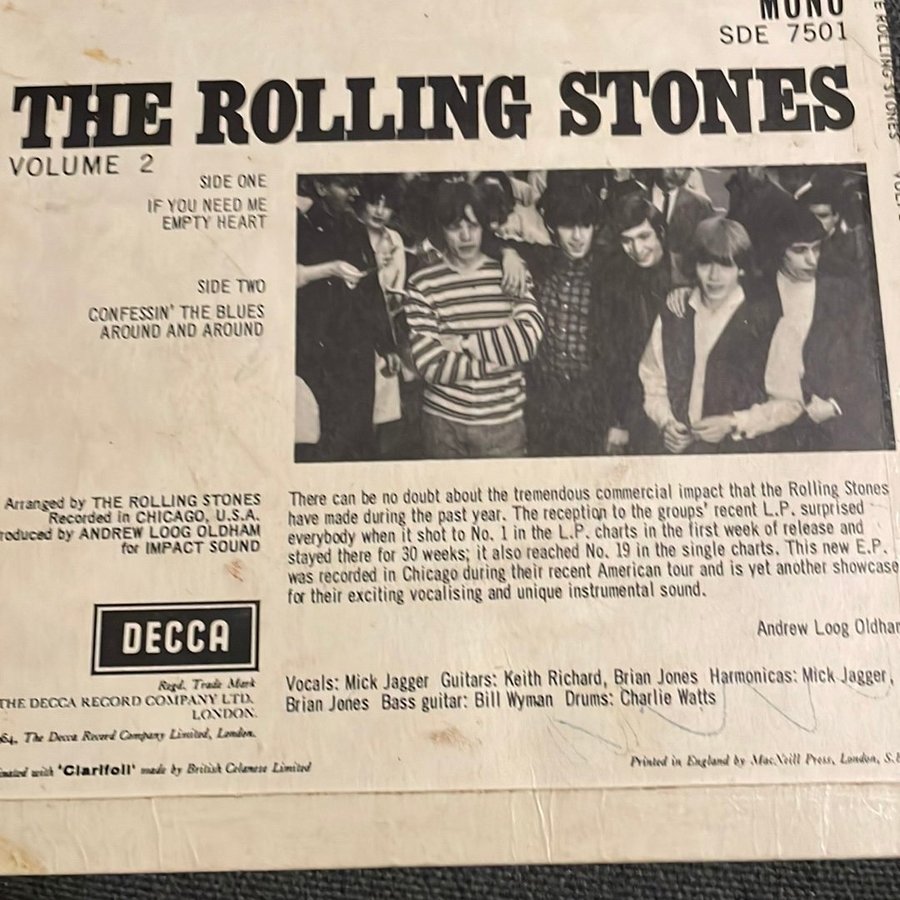 MONO
SDE 7501
THE ROLLING STONES
VOLUME 2
SIDE ONE
IF YOU NEED ME
EMPTY HEART
SIDE TWO
CONFESSIN' THE BLUES
AROUND AND AROUND
Arranged by THE ROLLING STONES
Recorded in CHICAGO, U.S.A.
roduced by ANDREW LOOG OLDHAM
for IMPACT SOUND
There can be no doubt about the tremendous commercial impact that the Rolling Stones
have made during the past year. The reception to the groups' recent L.P. surprised
everybody when it shot to No. 1 in the L.P. charts in the first week of release and
stayed there for 30 weeks; it also reached No. 19 in the single charts. This new E.P.
was recorded in Chicago during their recent American tour and is yet another showcase
for their exciting vocalising and unique instrumental sound.
Andrew Loog Oldhar
DECCA
Regd. Trade Mark
THE DECCA RECORD COMPANY LTD.
LONDON.
64, The Decca Record Company Limited, London.
Vocals: Mick Jagger Guitars: Keith Richard, Brian Jones Harmonicas: Mick Jagger,
Brian Jones Bass guitar: Bill Wyman Drums: Charlie Watts
inated with 'Clarifoil' made by British Celanese Limited
Printed in England by MacNeill Press, London, S.E
E ROLLING STONES